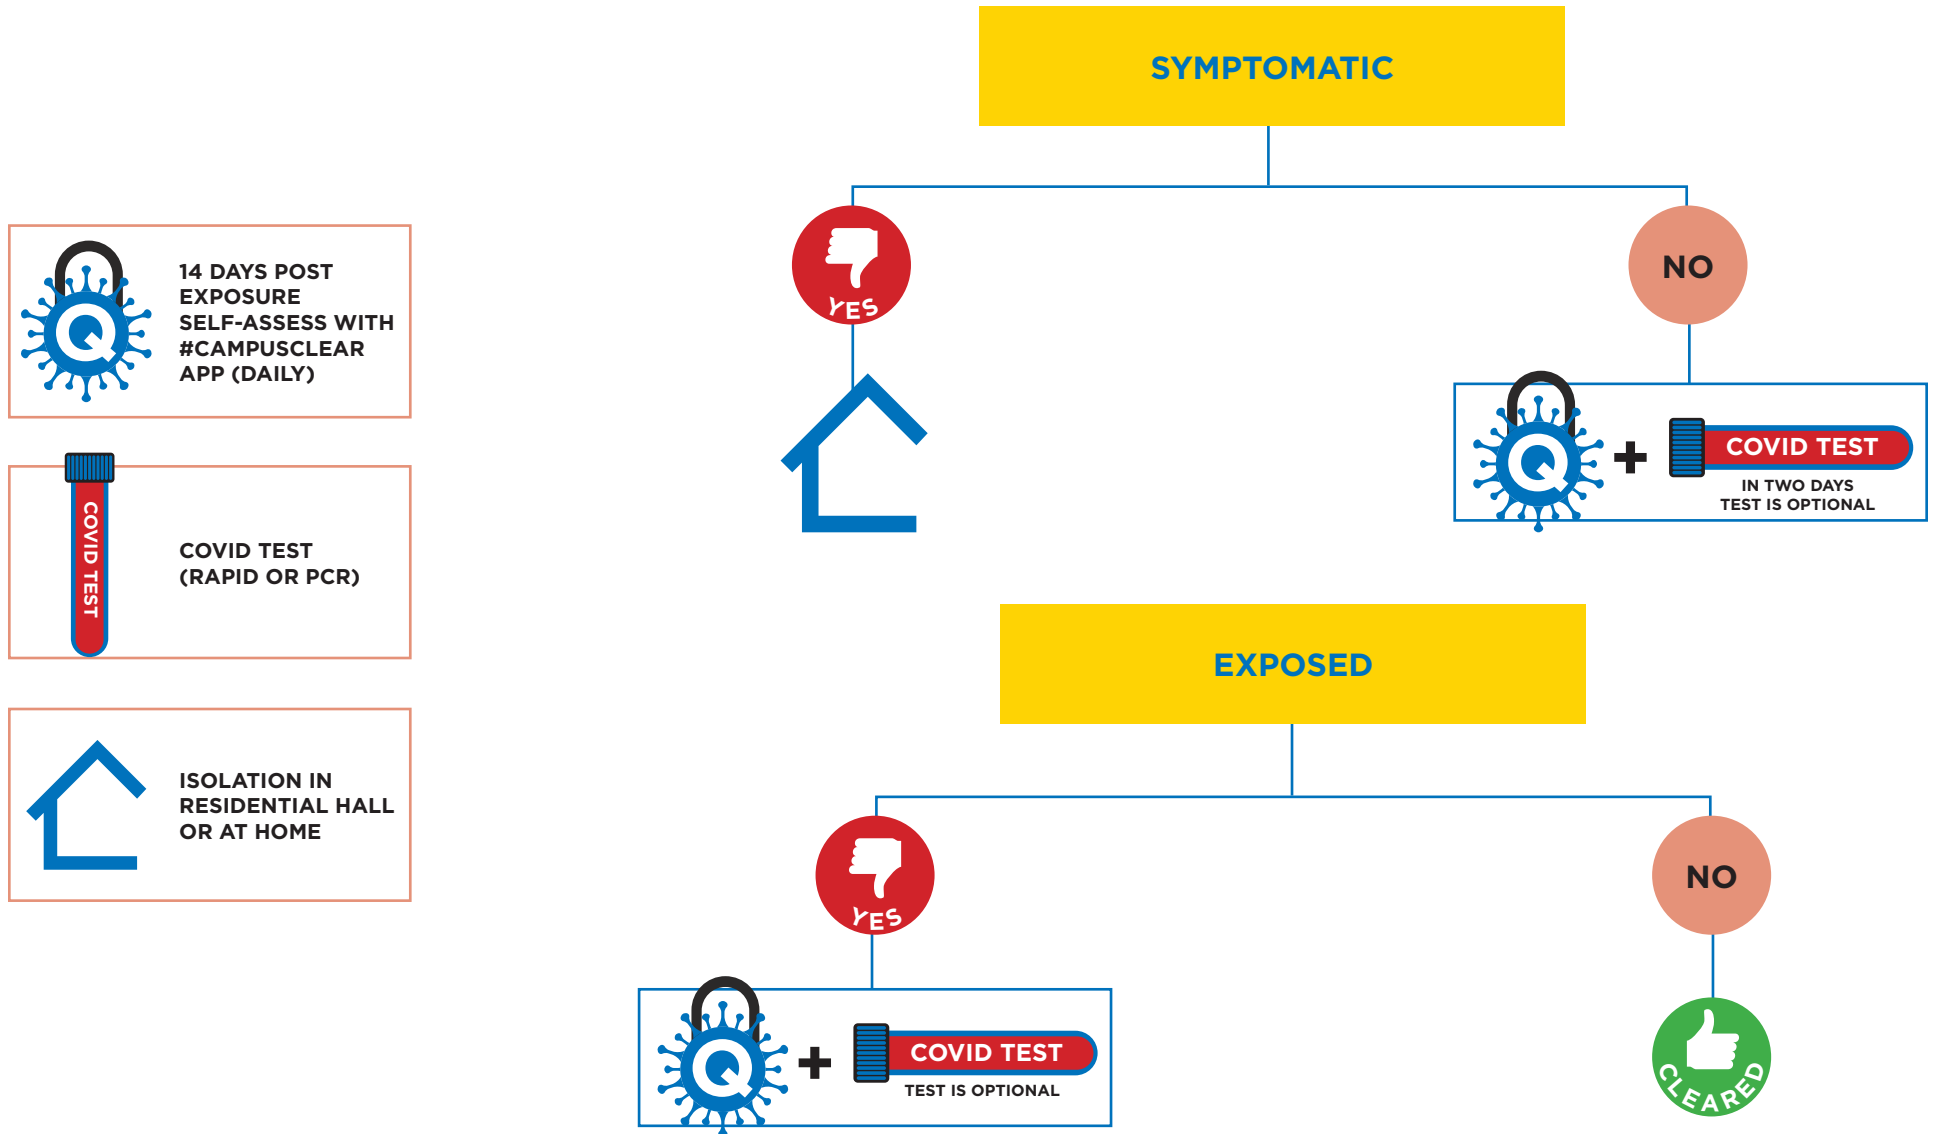 SYMPTOMATIC
YES
NO
14 DAYS POST
EXPOSURE
SELF-ASSESS WITH
#CAMPUSCLEAR
APP (DAILY)
Q
Q
COVID TEST
IN TWO DAYS
TEST IS OPTIONAL
COVID TEST
COVID TEST
(RAPID OR PCR)
EXPOSED
ISOLATION IN
RESIDENTIAL HALL
OR AT HOME
YES
NO
Q
COVID TEST
TEST IS OPTIONAL
CLEARED